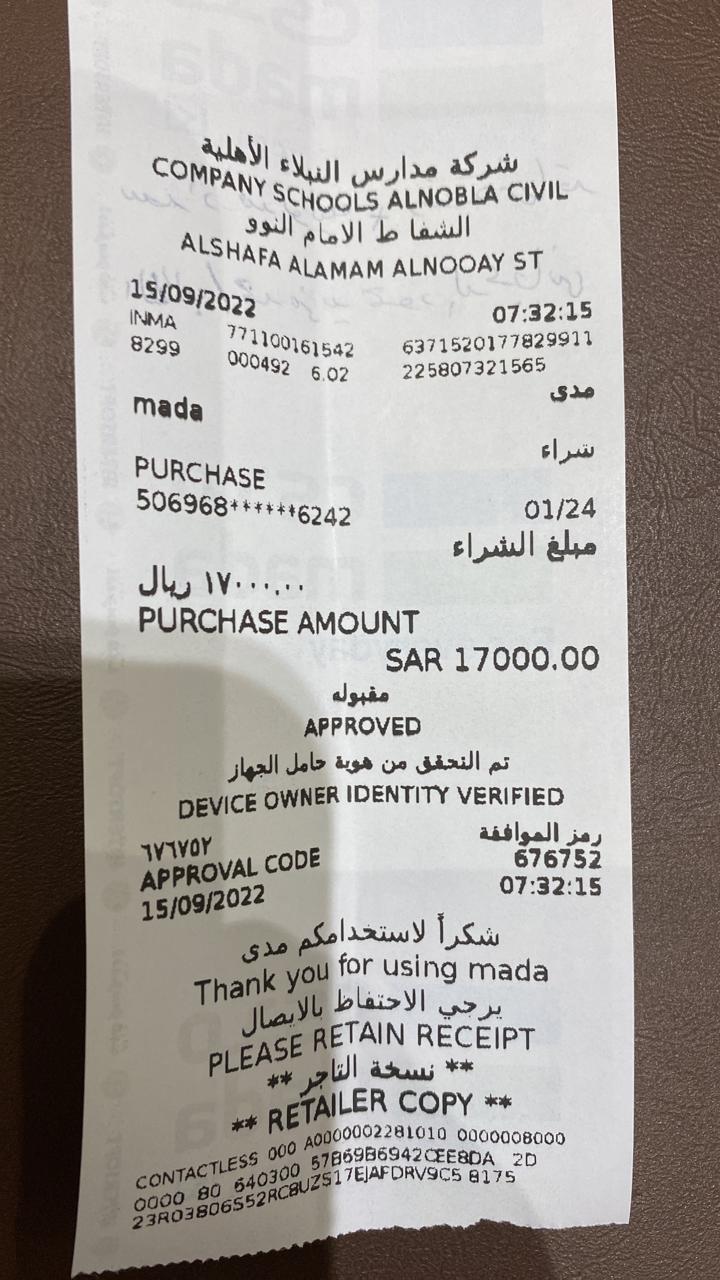 شركة مدارس النبلاء الأهلية
COMPANY SCHOOLS ALNOBLA CIVIL
الشفا ط الامام النوو
ALSHAFA ALAMAM ALNOOAY ST
15/09/2022 07:32:15
INMA 771100161542 6371520177829911
8299 000492 6.02 225807321565
mada مدى
شراء
PURCHASE
506968******6242 01/24
مبلغ الشراء
١٧٠٠٠.٠٠ ريال
PURCHASE AMOUNT
SAR 17000.00
مقبوله
APPROVED
تم التحقق من هوية حامل الجهاز
DEVICE OWNER IDENTITY VERIFIED
٦٧٦٧٥٢ رمز الموافقة
APPROVAL CODE 676752
15/09/2022 07:32:15
شكراً لاستخدامكم مدى
Thank you for using mada
يرجي الاحتفاظ بالايصال
PLEASE RETAIN RECEIPT
** نسخة التاجر **
** RETAILER COPY **
CONTACTLESS 000 A0000002281010 0000008000
0000 80 640300 57B69B6942CEE8DA 2D
23R03806S52RC8UZS17EJAFDRV9C5 8175